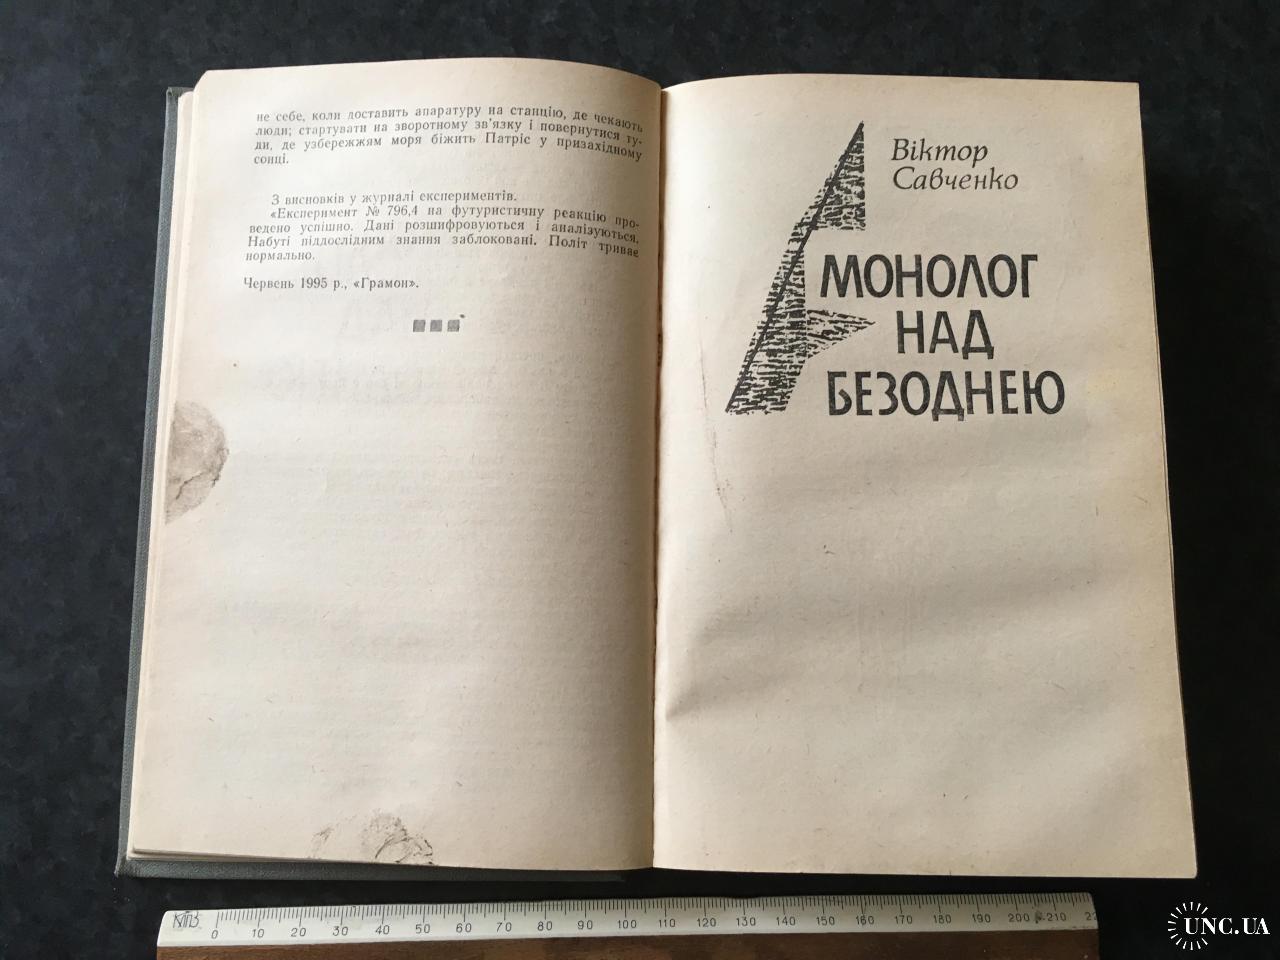 не себе, коли доставить апаратуру на станцію, де чекають
люди; стартувати на зворотному зв'язку і повернутися ту-
ди, де узбережжям моря біжить Патріс у призахідному
сонці.
З висновків у журналі експериментів.
«Експеримент № 796,4 на футуристичну реакцію про-
ведено успішно. Дані розшифровуються і аналізуються.
Набуті піддослідним знання заблоковані. Політ триває
нормально.
Червень 1995 р., «Грамон».
Віктор
Савченко
МОНОЛОГ
НАД
БЕЗОДНЕЮ
0 10 20 30 40 50 60 70 80 90 100 110 120 130 140 150 160 170 180 190 200 210
UNC.UA